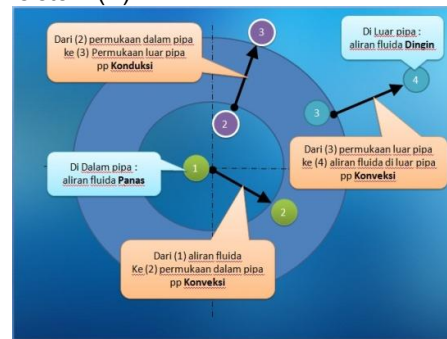 Dari (2) permukaan dalam pipa
ke (3) Permukaan luar pipa
pp Konduksi
3
Di Luar pipa :
aliran fluida Dingin
4
2
3
Di Dalam pipa :
aliran fluida Panas
1
2
Dari (3) permukaan luar pipa
ke (4) aliran fluida di luar pipa
pp Konveksi
Dari (1) aliran fluida
Ke (2) permukaan dalam pipa
pp Konveksi